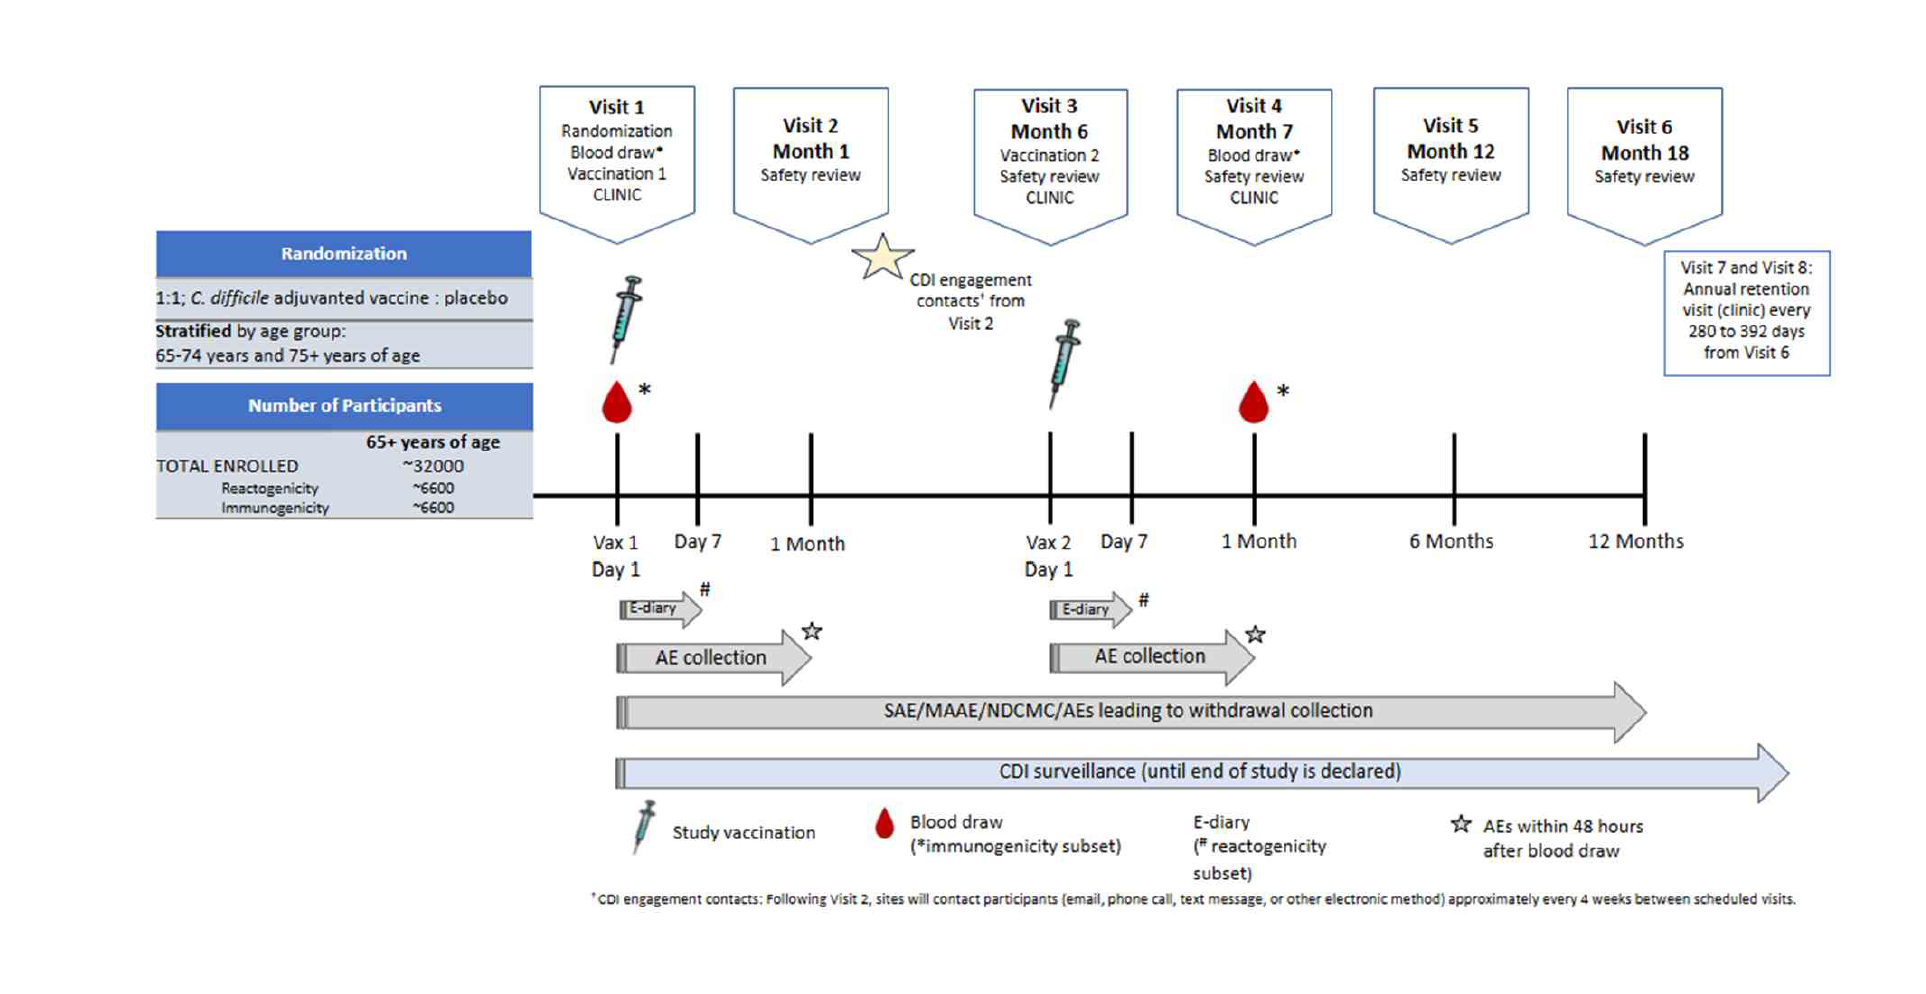 Visit 1
Randomization
Blood draw*
Vaccination 1
CLINIC
Visit 2
Month 1
Safety review
Visit 3
Month 6
Vaccination 2
Safety review
CLINIC
Visit 4
Month 7
Blood draw*
Safety review
CLINIC
Visit 5
Month 12
Safety review
Visit 6
Month 18
Safety review
Randomization
1:1; C. difficile adjuvanted vaccine : placebo
Stratified by age group:
65-74 years and 75+ years of age
CDI engagement
contacts⁺ from
Visit 2
Visit 7 and Visit 8:
Annual retention
visit (clinic) every
280 to 392 days
from Visit 6
Number of Participants
65+ years of age
TOTAL ENROLLED ~32000
Reactogenicity ~6600
Immunogenicity ~6600
*
*
Vax 1
Day 1
Day 7
1 Month
Vax 2
Day 1
Day 7
1 Month
6 Months
12 Months
E-diary #
E-diary #
AE collection
AE collection
SAE/MAAE/NDCMC/AEs leading to withdrawal collection
CDI surveillance (until end of study is declared)
Study vaccination
Blood draw
(*immunogenicity subset)
E-diary
(# reactogenicity
subset)
AEs within 48 hours
after blood draw
⁺CDI engagement contacts: Following Visit 2, sites will contact participants (email, phone call, text message, or other electronic method) approximately every 4 weeks between scheduled visits.